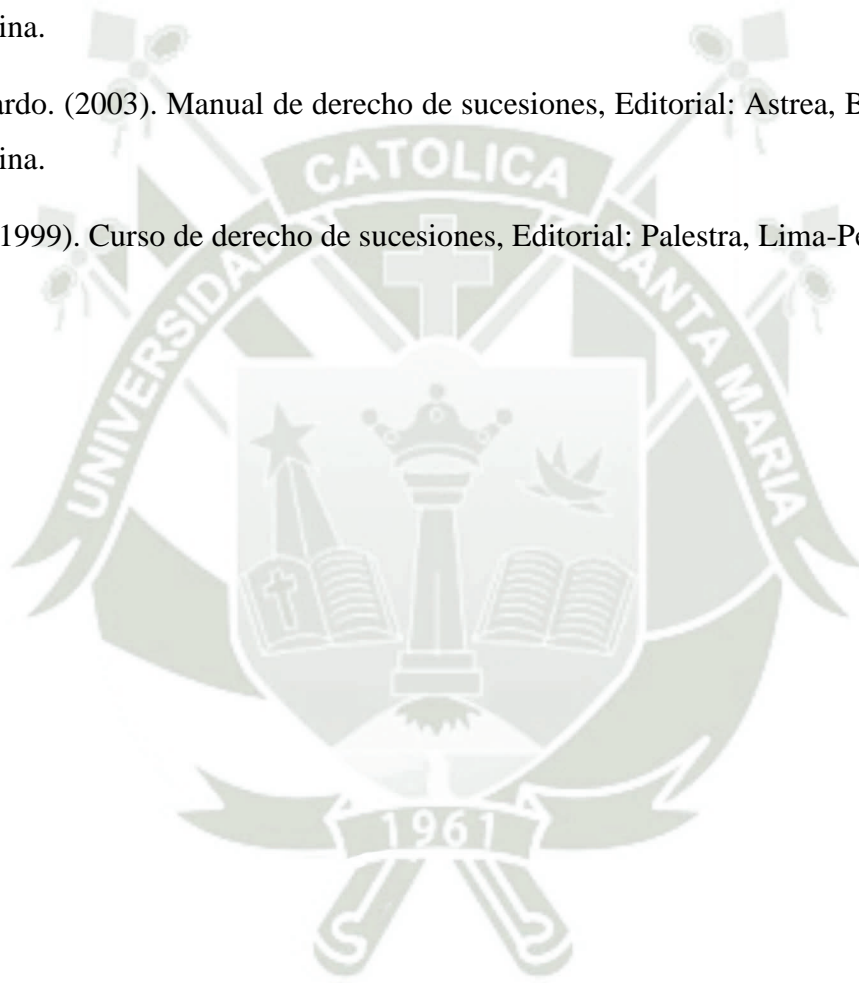 ina.
ardo. (2003). Manual de derecho de sucesiones, Editorial: Astrea, B
ina.
1999). Curso de derecho de sucesiones, Editorial: Palestra, Lima-Pe
UNIVERSIDAD CATOLICA SANTA MARIA
1961